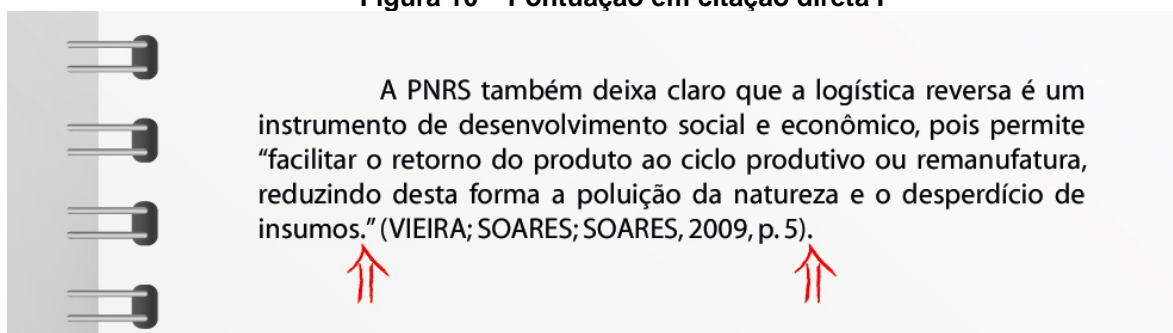 Figura 10 – Pontuação em citação direta I
A PNRS também deixa claro que a logística reversa é um
instrumento de desenvolvimento social e econômico, pois permite
“facilitar o retorno do produto ao ciclo produtivo ou remanufatura,
reduzindo desta forma a poluição da natureza e o desperdício de
insumos.” (VIEIRA; SOARES; SOARES, 2009, p. 5).